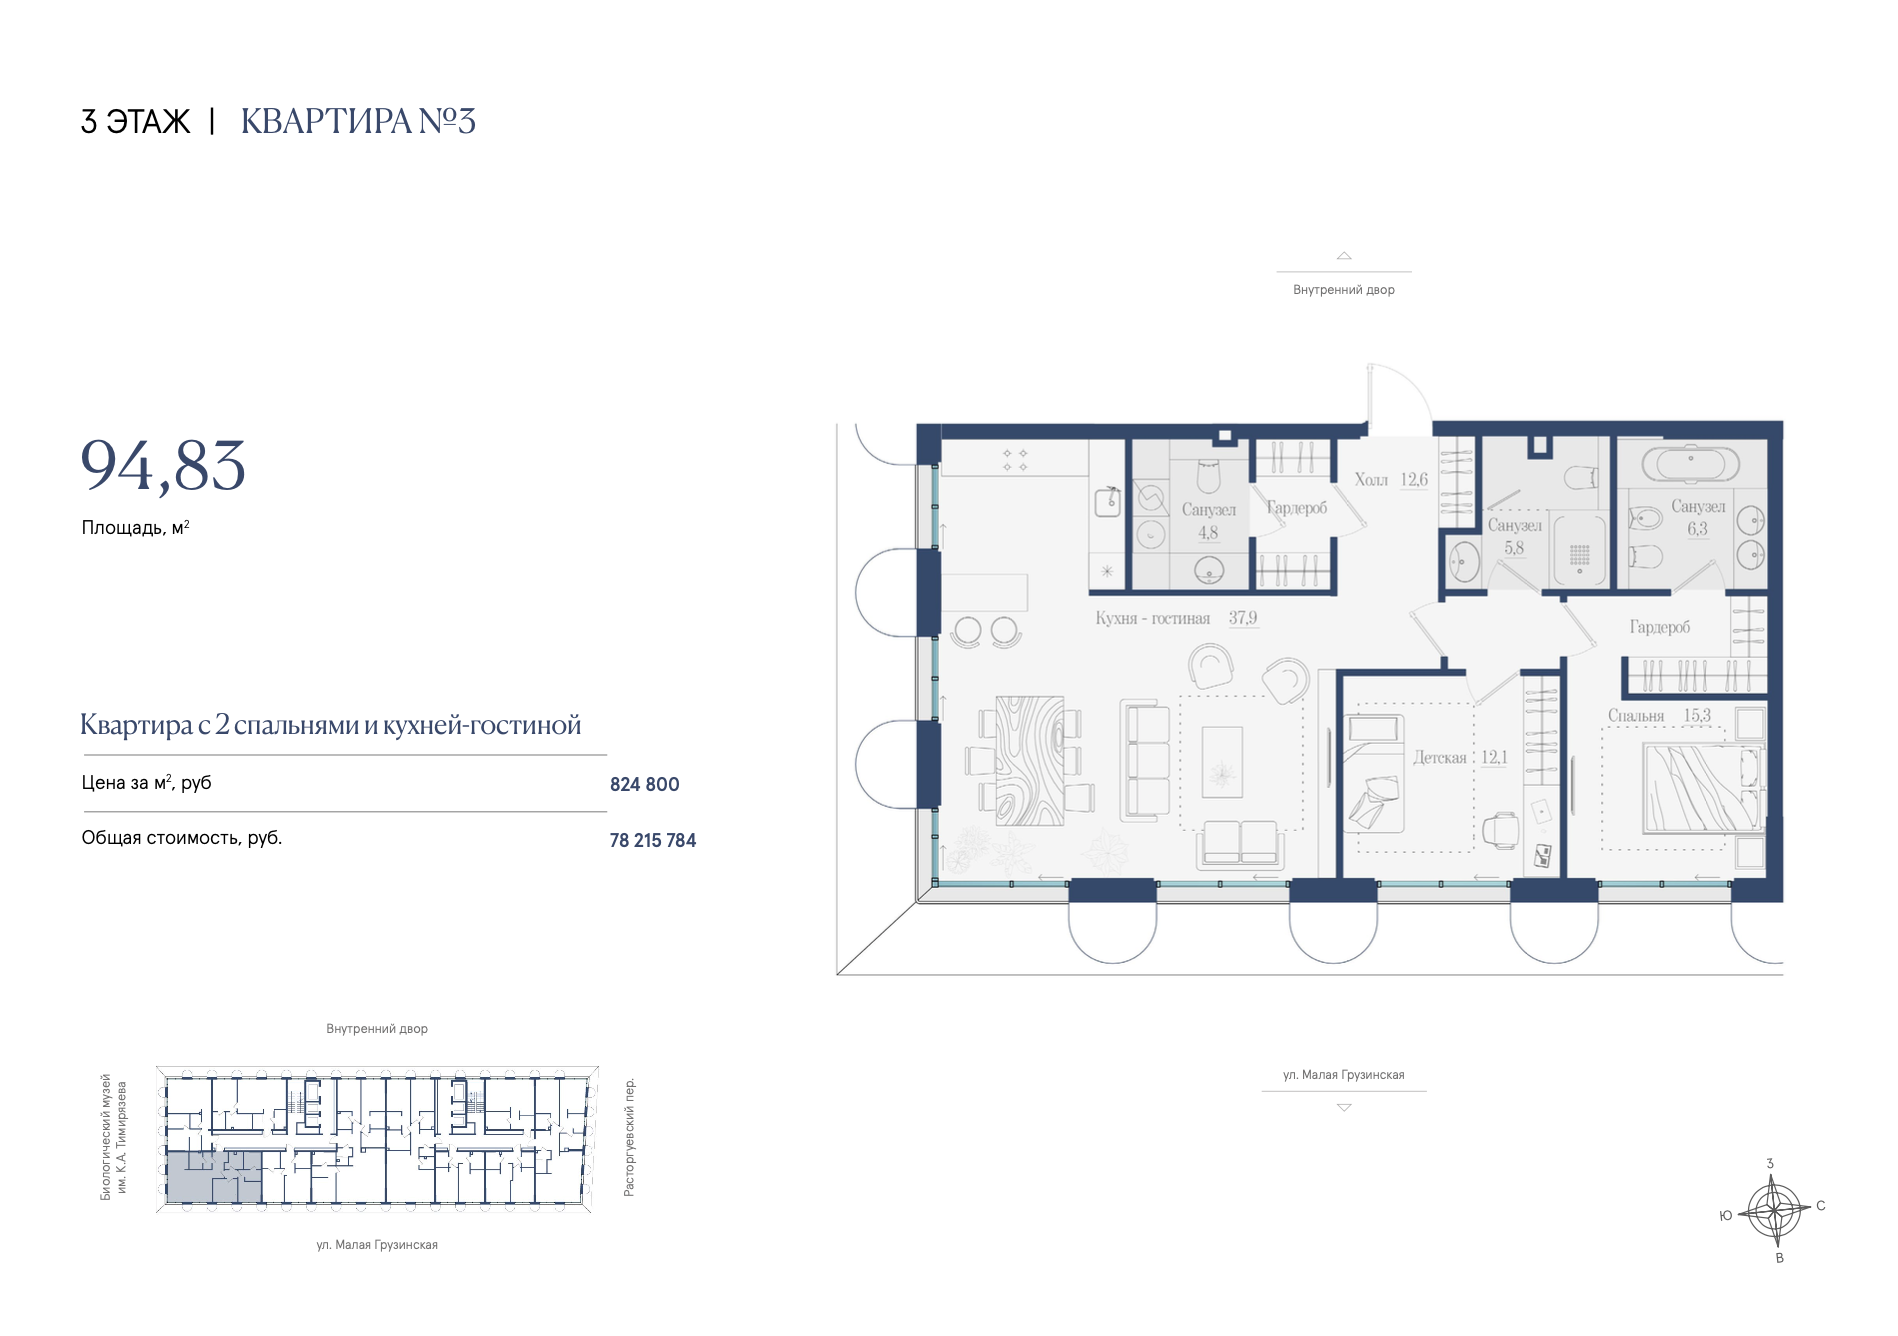 3 ЭТАЖ | КВАРТИРА №3
Внутренний двор
94,83
Площадь, м²
Холл 12,6
Санузел
4,8
Гардероб
Санузел
5,8
Санузел
6,3
Кухня - гостиная 37,9
Гардероб
Спальня 15,3
Детская 12,1
Квартира с 2 спальнями и кухней-гостиной
Цена за м², руб 824 800
Общая стоимость, руб. 78 215 784
Внутренний двор
Биологический музей
им. К.А. Тимирязева
Расторгуевский пер.
ул. Малая Грузинская
ул. Малая Грузинская
З
Ю
С
В